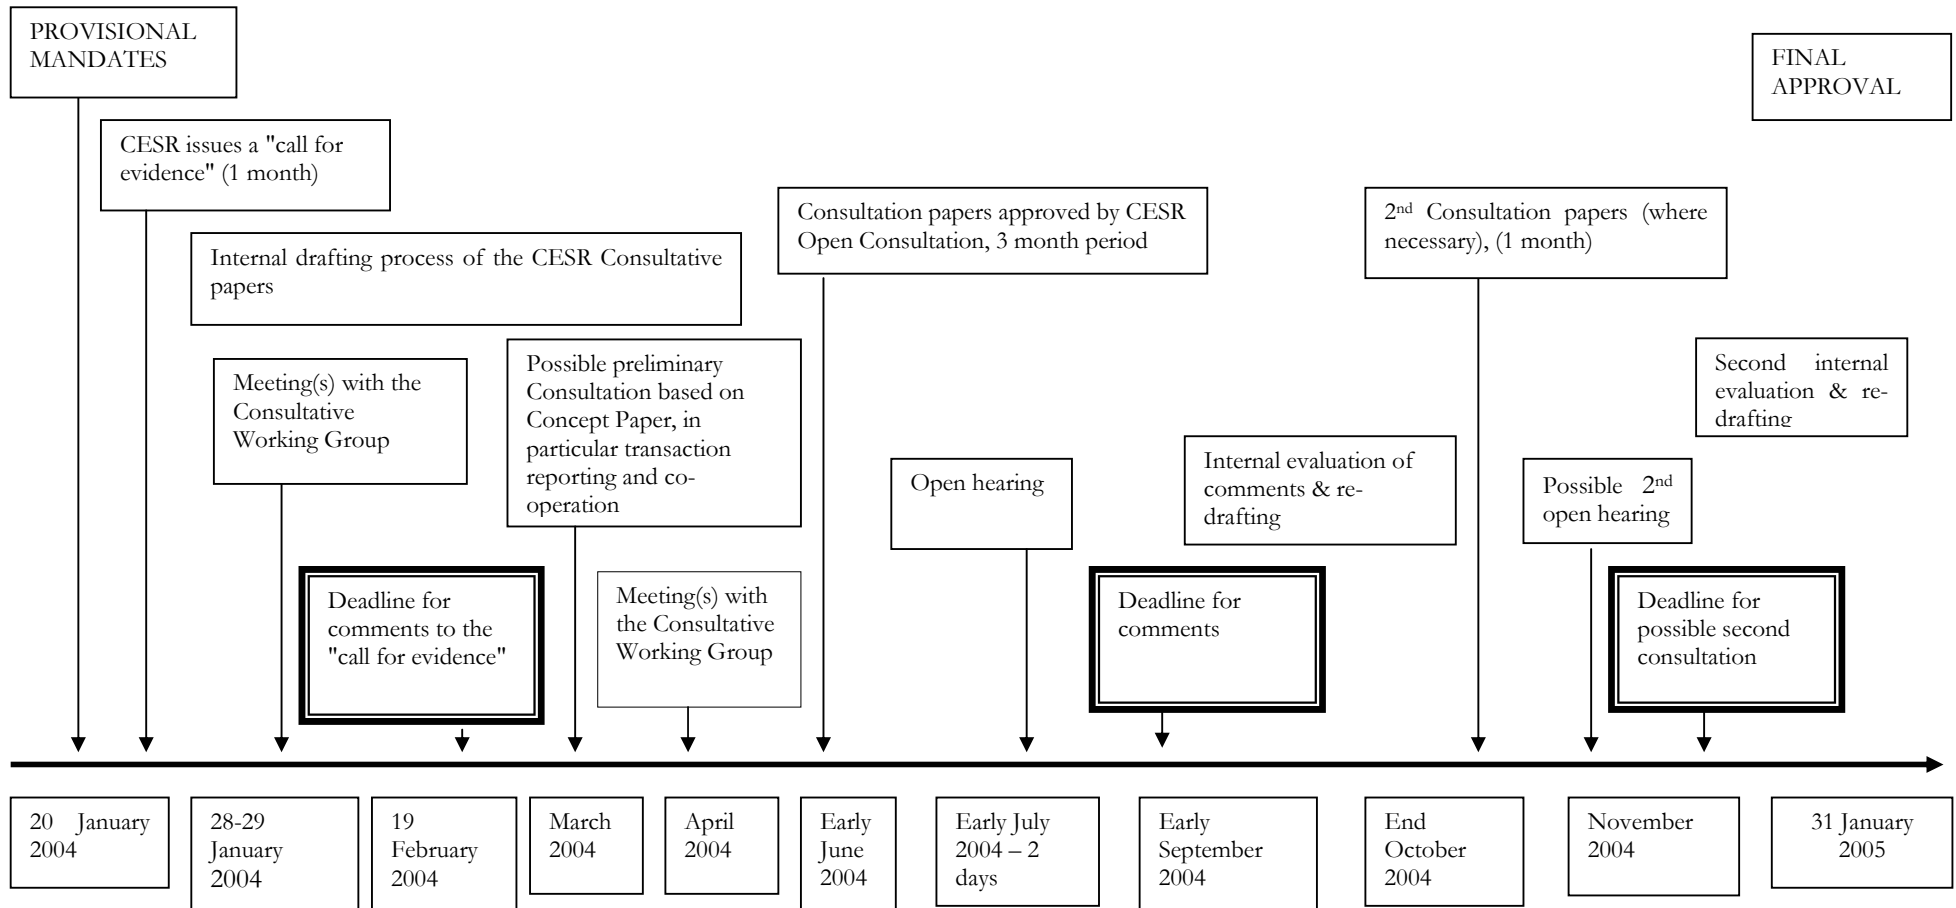 PROVISIONAL
MANDATES
FINAL
APPROVAL
CESR issues a "call for
evidence" (1 month)
Consultation papers approved by CESR
Open Consultation, 3 month period
2nd Consultation papers (where
necessary), (1 month)
Internal drafting process of the CESR Consultative
papers
Meeting(s) with the
Consultative
Working Group
Possible preliminary
Consultation based on
Concept Paper, in
particular transaction
reporting and co-
operation
Second internal
evaluation & re-
drafting
Open hearing
Internal evaluation of
comments & re-
drafting
Possible 2nd
open hearing
Deadline for
comments to the
"call for evidence"
Meeting(s) with
the Consultative
Working Group
Deadline for
comments
Deadline for
possible second
consultation
20 January
2004
28-29
January
2004
19
February
2004
March
2004
April
2004
Early
June
2004
Early July
2004 – 2
days
Early
September
2004
End
October
2004
November
2004
31 January
2005